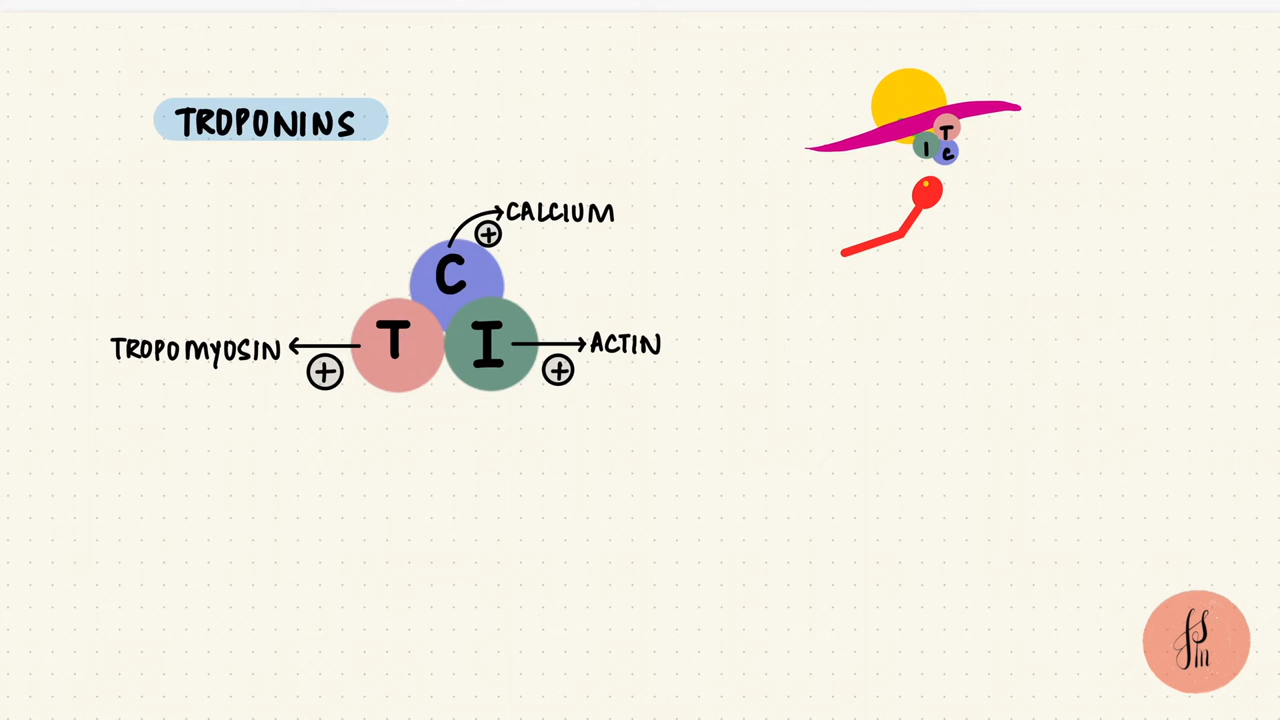 TROPONINS
CALCIUM
+
C
TROPOMYOSIN
T
I
ACTIN
+
+
T
I
C